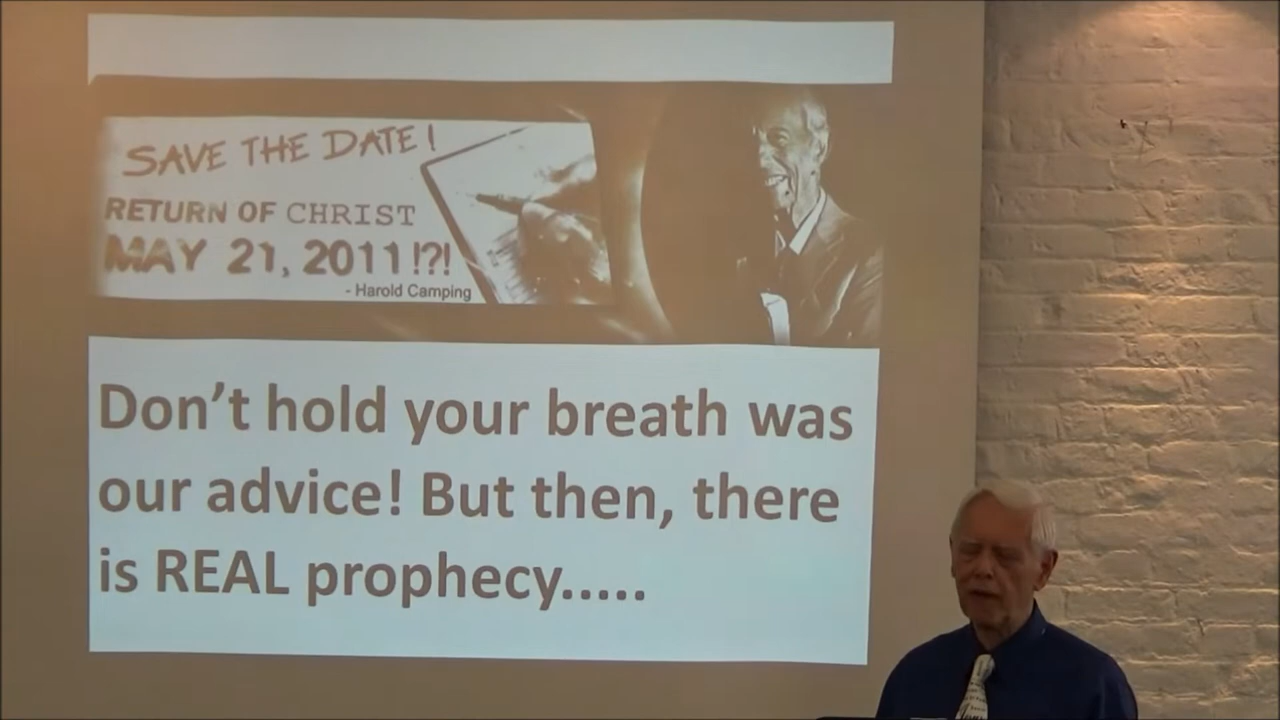 SAVE THE DATE!
RETURN OF CHRIST
MAY 21, 2011 !?!
- Harold Camping
Don't hold your breath was
our advice! But then, there
is REAL prophecy.....